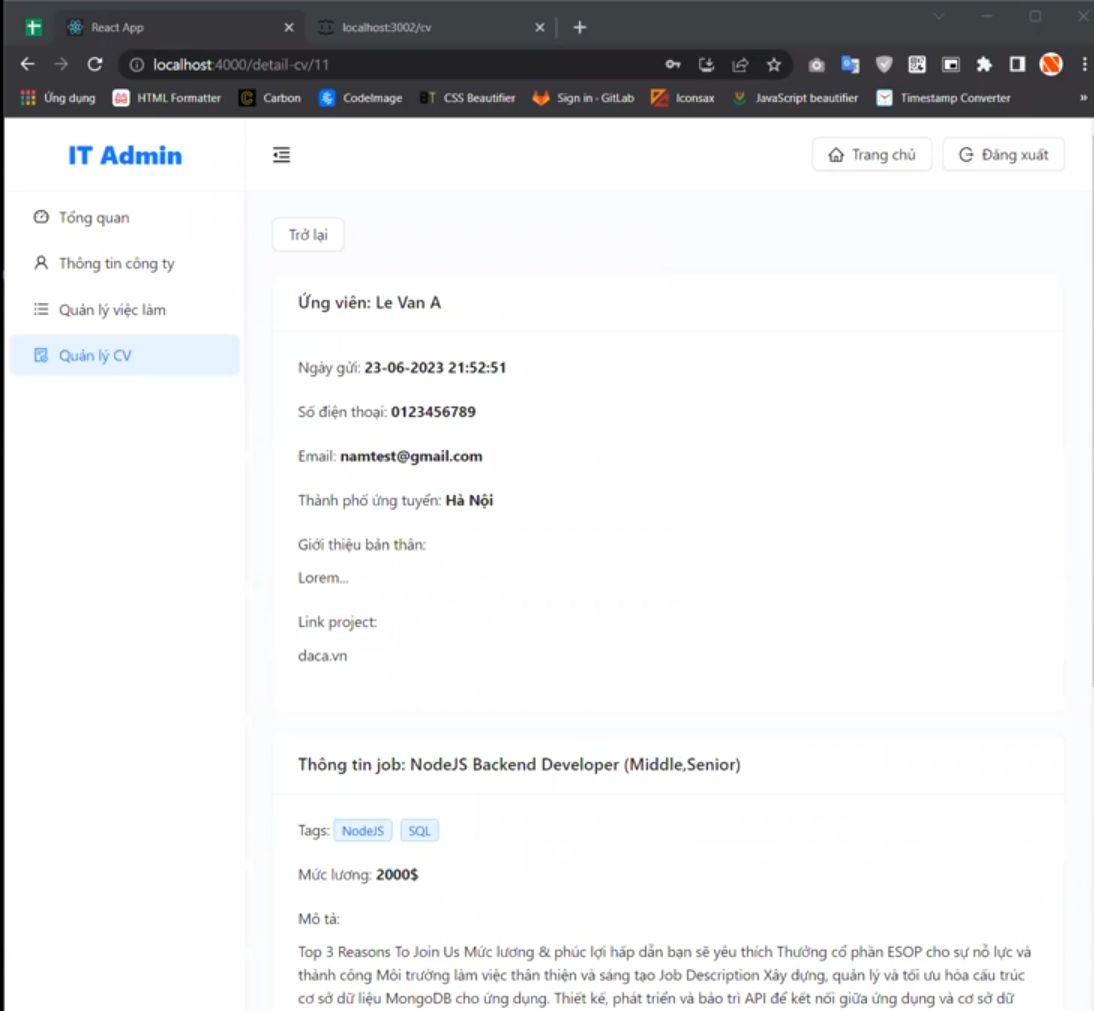 React App
localhost:3002/cv
localhost:4000/detail-cv/11
Ứng dụng
HTML Formatter
Carbon
CodeImage
BT CSS Beautifier
Sign in · GitLab
Iconsax
JavaScript beautifier
Timestamp Converter
»
IT Admin
Trang chủ
Đăng xuất
Tổng quan
Thông tin công ty
Quản lý việc làm
Quản lý CV
Trở lại
Ứng viên: Le Van A
Ngày gửi: 23-06-2023 21:52:51
Số điện thoại: 0123456789
Email: namtest@gmail.com
Thành phố ứng tuyển: Hà Nội
Giới thiệu bản thân:
Lorem...
Link project:
daca.vn
Thông tin job: NodeJS Backend Developer (Middle,Senior)
Tags: NodeJS SQL
Mức lương: 2000$
Mô tả:
Top 3 Reasons To Join Us Mức lương & phúc lợi hấp dẫn bạn sẽ yêu thích Thưởng cổ phần ESOP cho sự nỗ lực và
thành công Môi trường làm việc thân thiện và sáng tạo Job Description Xây dựng, quản lý và tối ưu hóa cấu trúc
cơ sở dữ liệu MongoDB cho ứng dụng. Thiết kế, phát triển và bảo trì API để kết nối giữa ứng dụng và cơ sở dữ